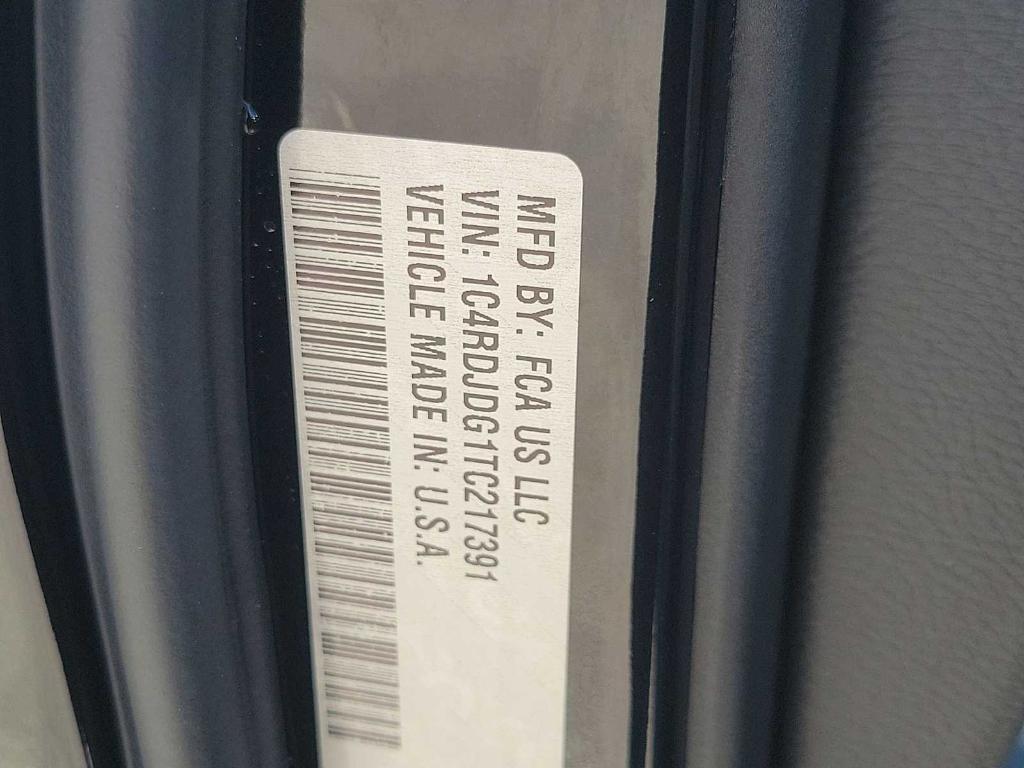 MFD BY: FCA US LLC
VIN: 1C4RDJDG1TC217391
VEHICLE MADE IN: U.S.A.